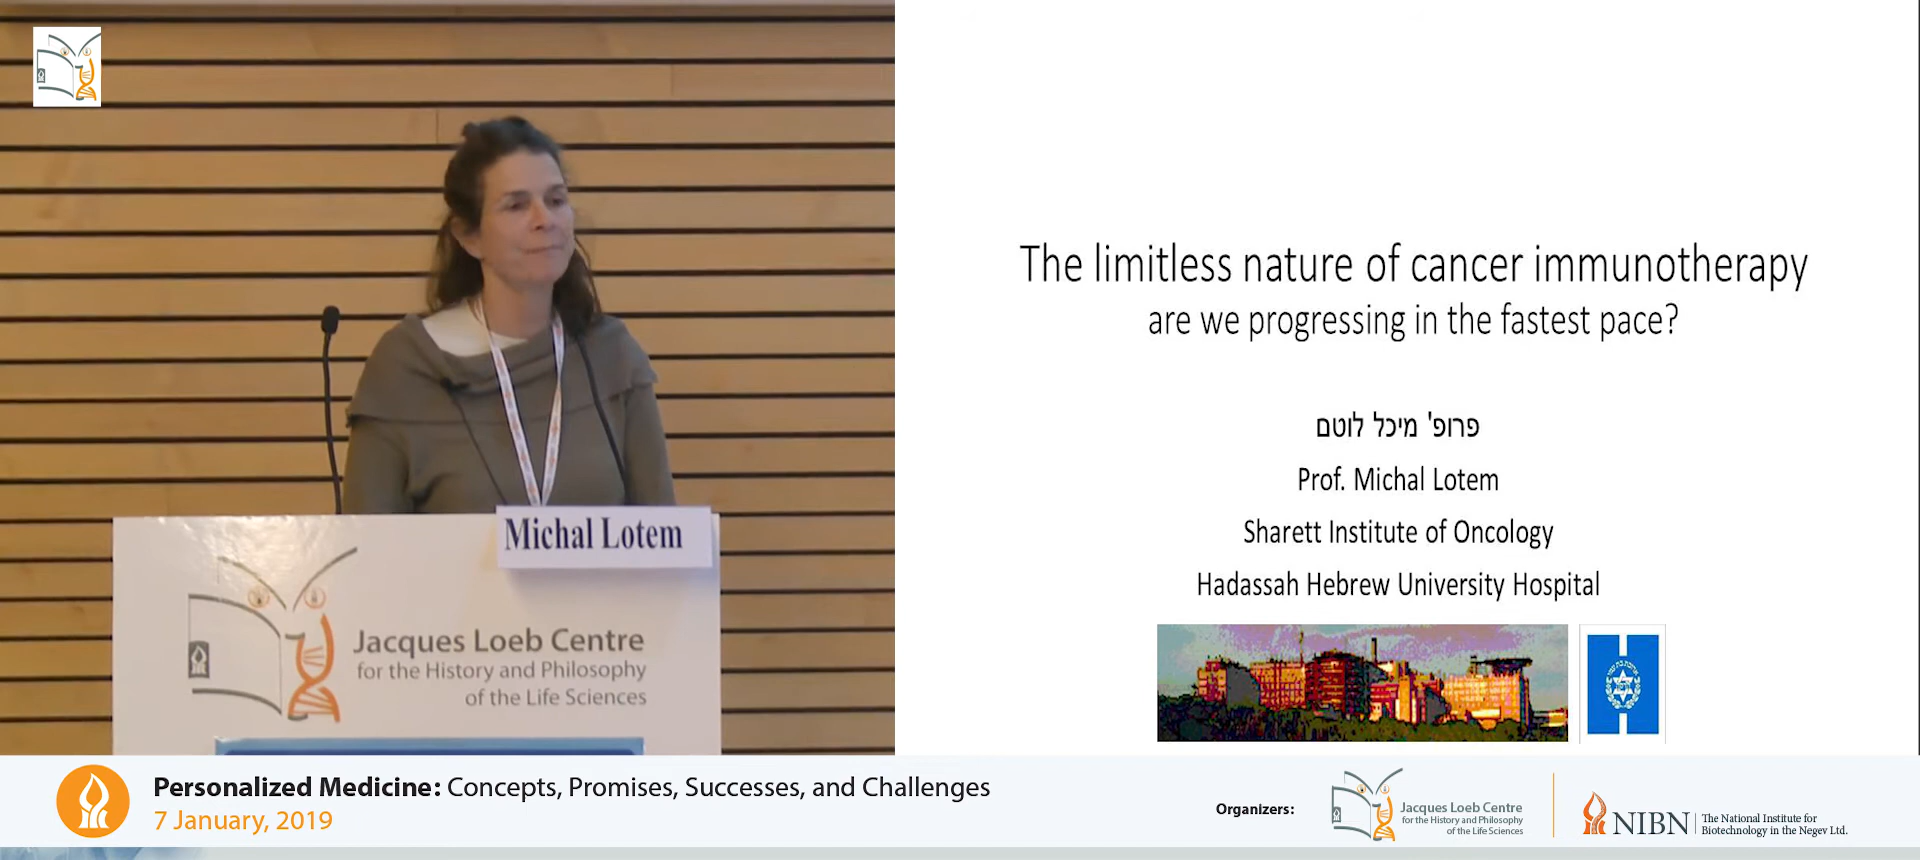 Michal Lotem
Jacques Loeb Centre
for the History and Philosophy
of the Life Sciences
The limitless nature of cancer immunotherapy
are we progressing in the fastest pace?
פרופ' מיכל לוטם
Prof. Michal Lotem
Sharett Institute of Oncology
Hadassah Hebrew University Hospital
Personalized Medicine: Concepts, Promises, Successes, and Challenges
7 January, 2019
Organizers:
Jacques Loeb Centre
for the History and Philosophy
of the Life Sciences
NIBN
The National Institute for
Biotechnology in the Negev Ltd.